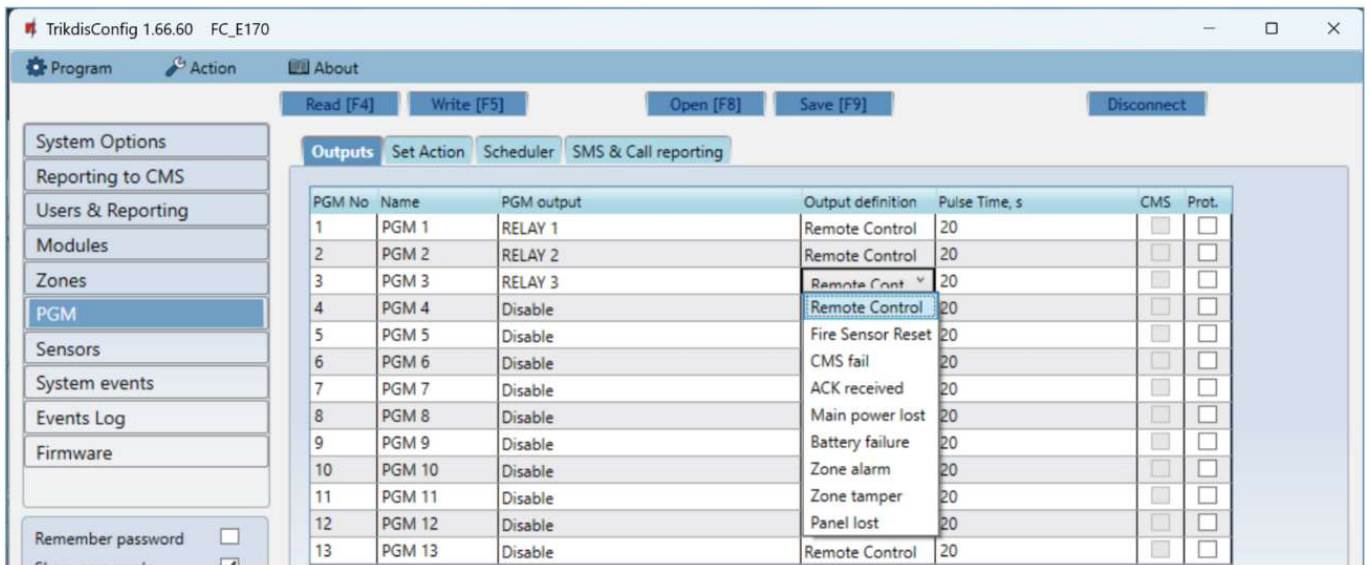 TrikdisConfig 1.66.60 FC_E170
Program Action About
Read [F4] Write [F5] Open [F8] Save [F9] Disconnect
System Options
Reporting to CMS
Users & Reporting
Modules
Zones
PGM
Sensors
System events
Events Log
Firmware
Remember password
Outputs Set Action Scheduler SMS & Call reporting
PGM No Name PGM output Output definition Pulse Time, s CMS Prot.
1 PGM 1 RELAY 1 Remote Control 20
2 PGM 2 RELAY 2 Remote Control 20
3 PGM 3 RELAY 3 Remote Cont 20
4 PGM 4 Disable 20
5 PGM 5 Disable 20
6 PGM 6 Disable 20
7 PGM 7 Disable 20
8 PGM 8 Disable 20
9 PGM 9 Disable 20
10 PGM 10 Disable 20
11 PGM 11 Disable 20
12 PGM 12 Disable 20
13 PGM 13 Disable Remote Control 20
Remote Control
Fire Sensor Reset
CMS fail
ACK received
Main power lost
Battery failure
Zone alarm
Zone tamper
Panel lost